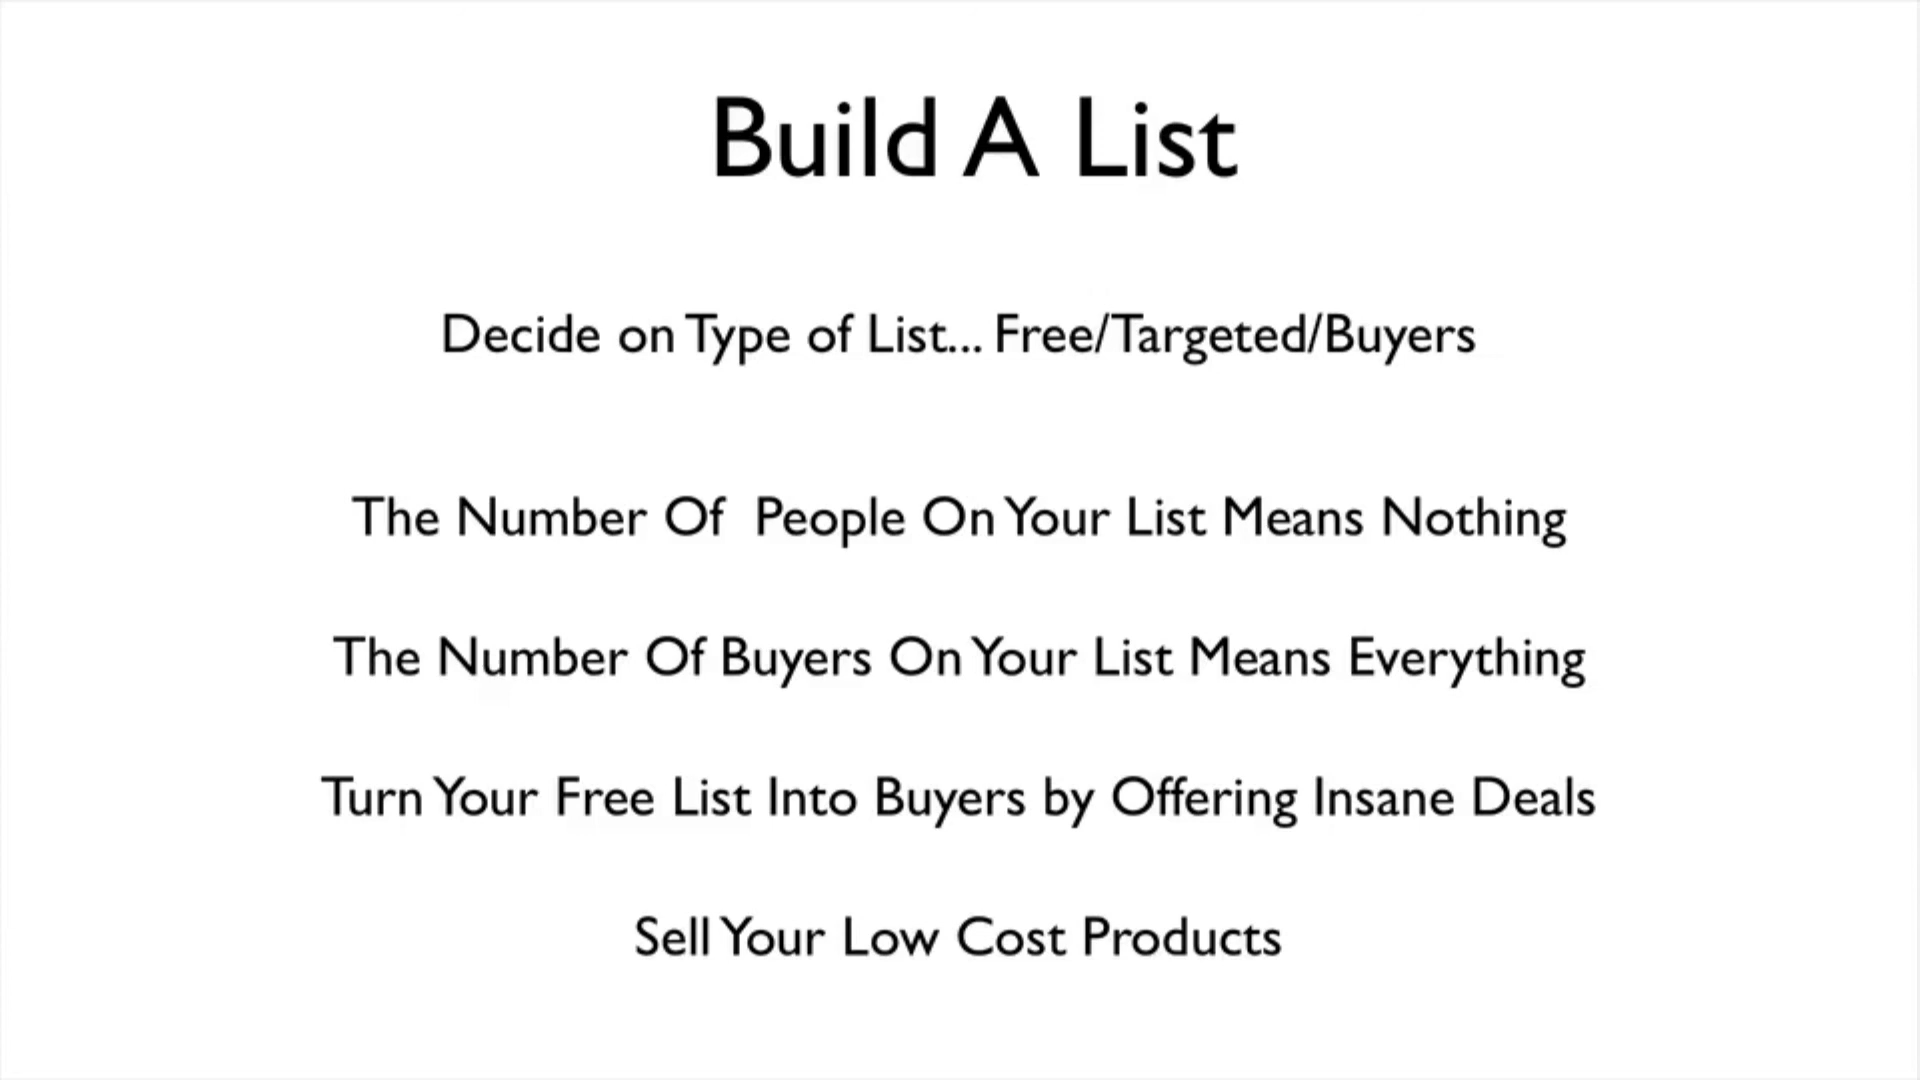 Build A List
Decide on Type of List... Free/Targeted/Buyers
The Number Of People On Your List Means Nothing
The Number Of Buyers On Your List Means Everything
Turn Your Free List Into Buyers by Offering Insane Deals
Sell Your Low Cost Products